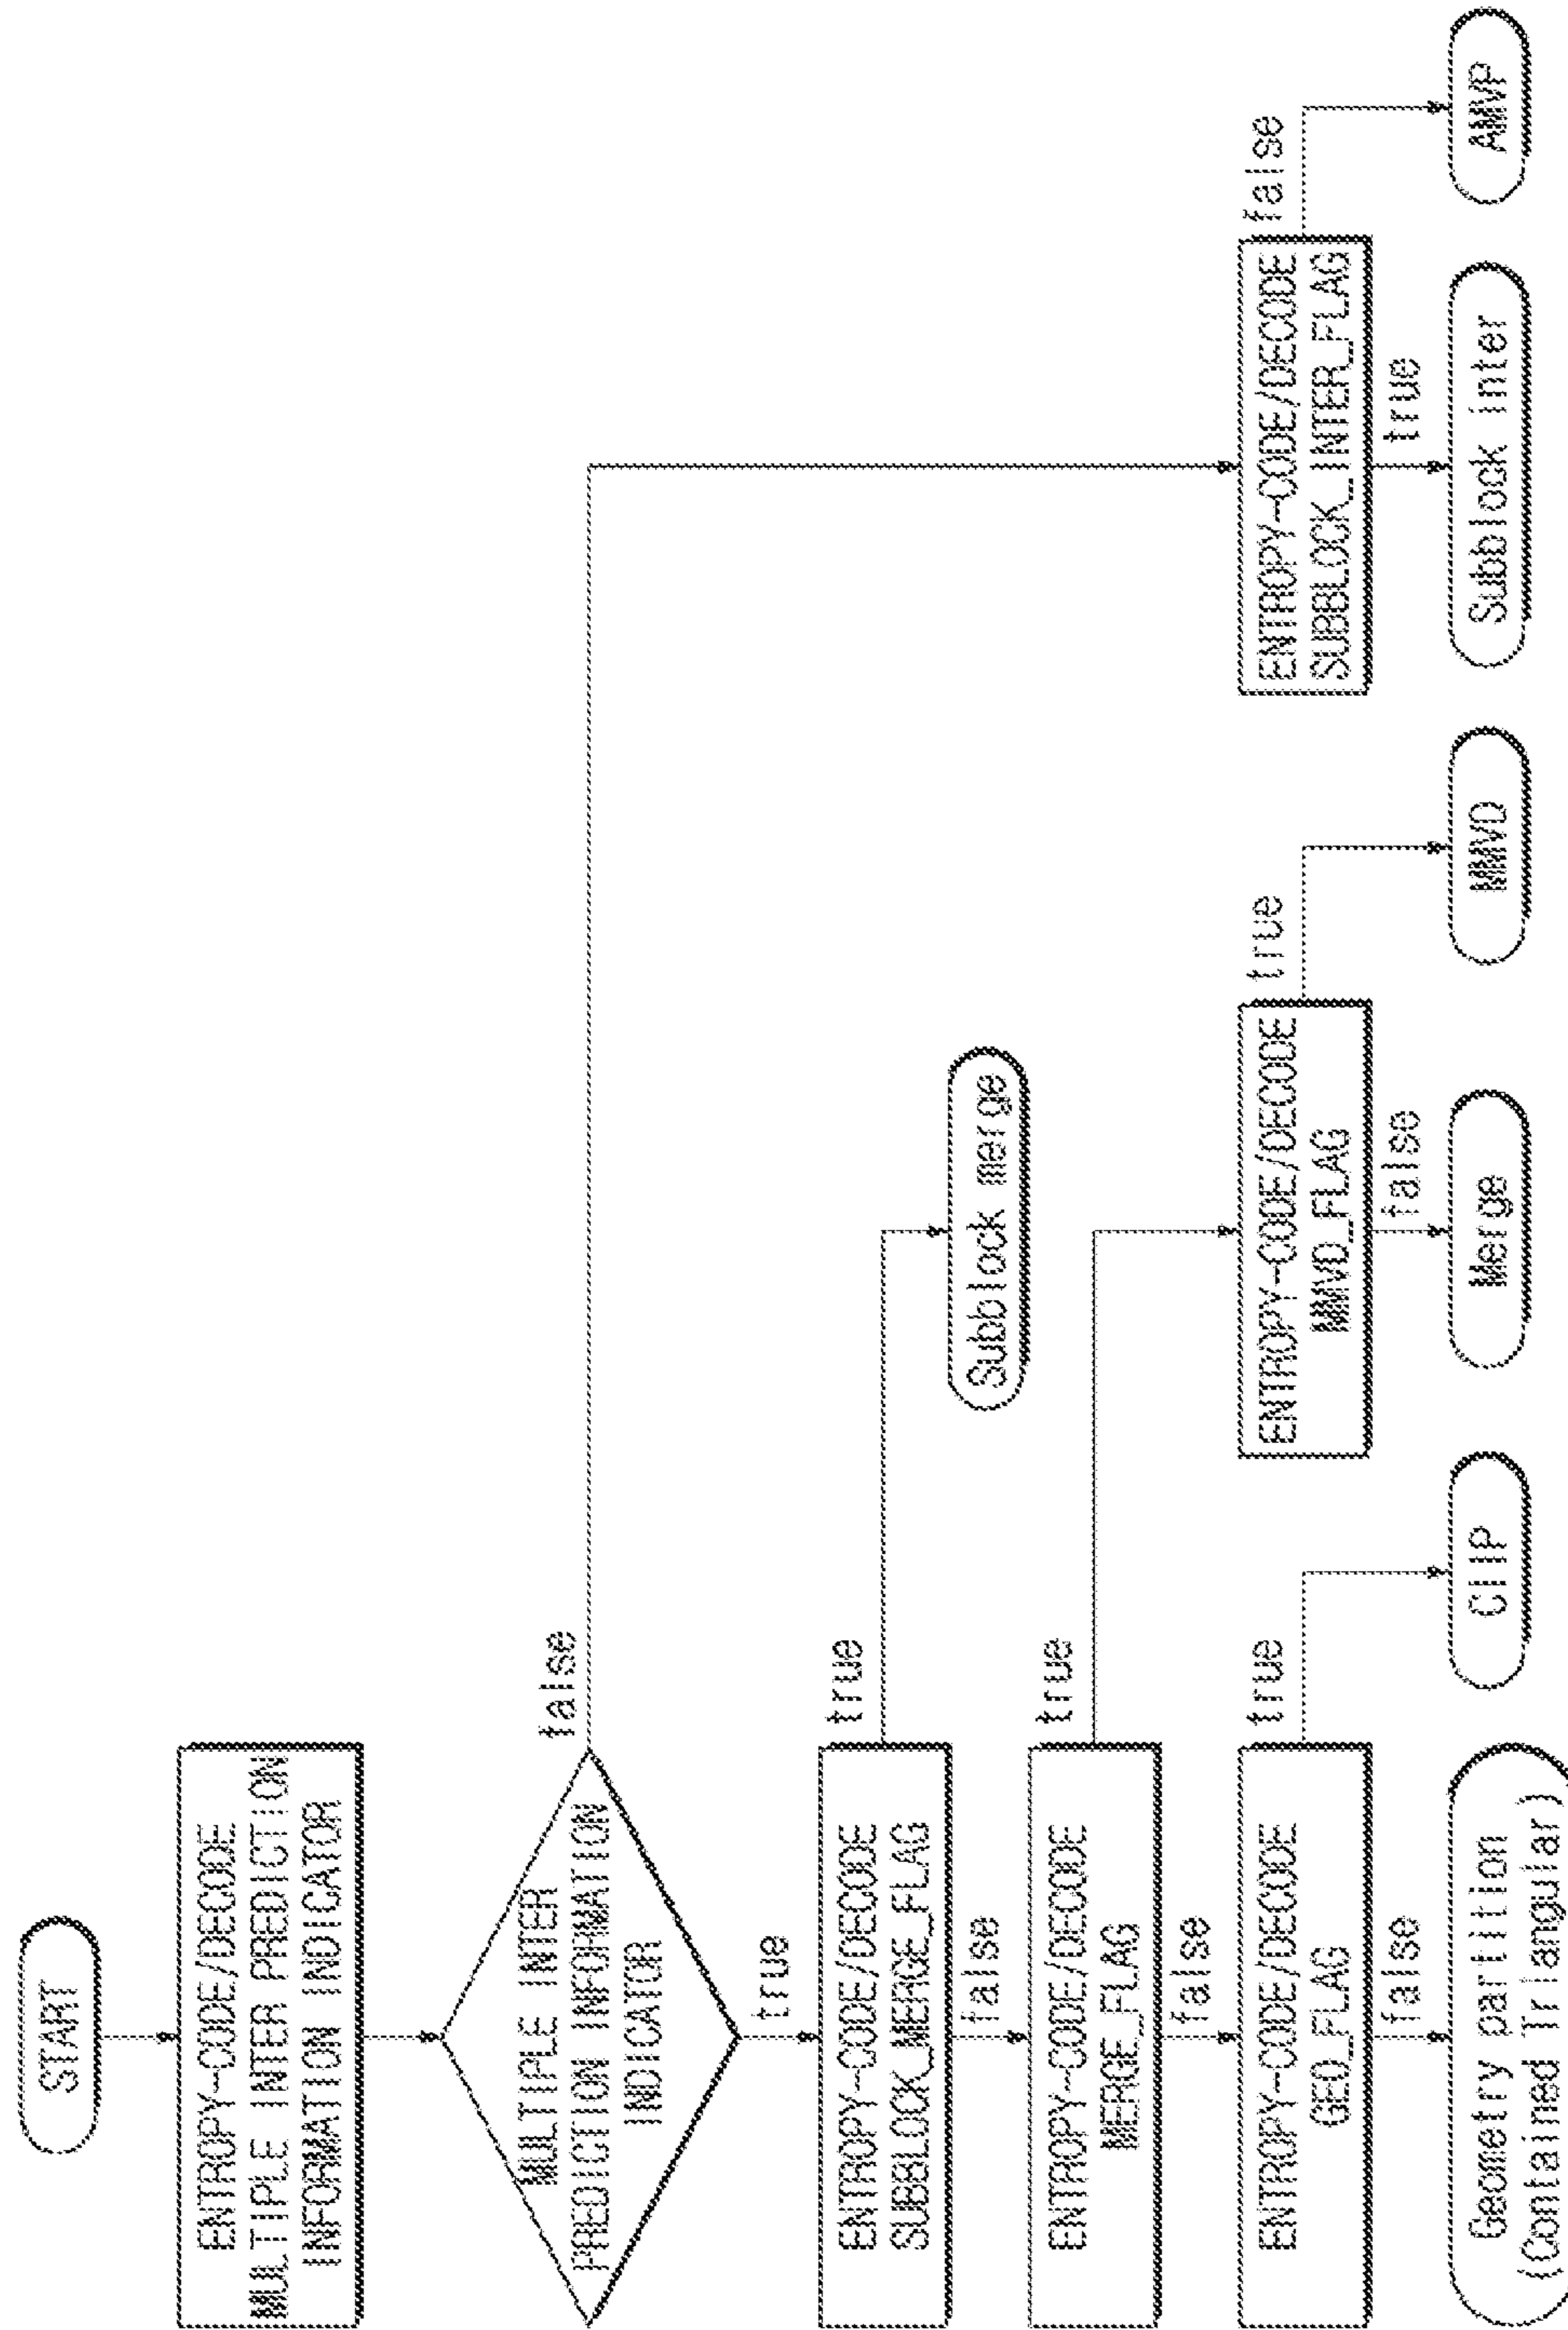 START
ENTROPY-CODE/DECODE
MULTIPLE INTER PREDICTION
INFORMATION INDICATOR
MULTIPLE INTER
PREDICTION INFORMATION
INDICATOR
false
true
ENTROPY-CODE/DECODE
SUBBLOCK_MERGE_FLAG
true
false
Subblock merge
ENTROPY-CODE/DECODE
MERGE_FLAG
true
false
ENTROPY-CODE/DECODE
GEO_FLAG
true
false
ENTROPY-CODE/DECODE
MMVD_FLAG
true
false
ENTROPY-CODE/DECODE
SUBBLOCK_INTER_FLAG
false
true
Geometry partition
(Contained Triangular)
CIIP
Merge
MMVD
Subblock inter
AMVP